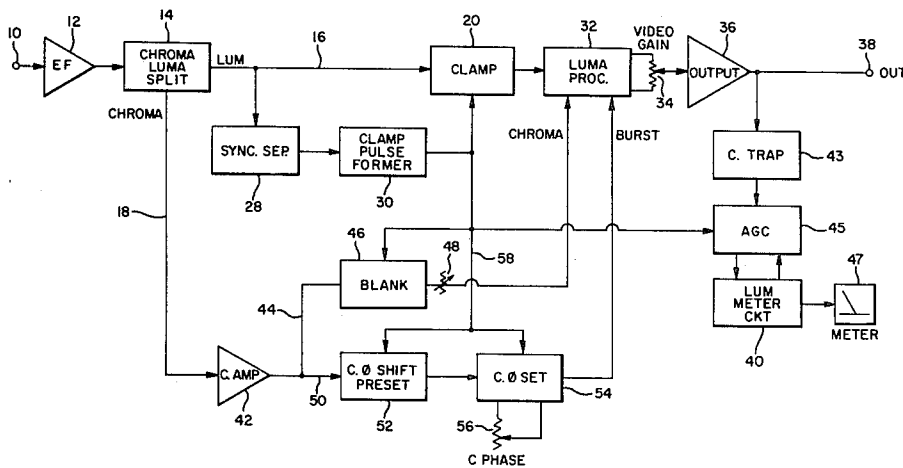 10
12
EF
14
CHROMA
LUMA
SPLIT
LUM
16
20
CLAMP
32
LUMA
PROC.
VIDEO
GAIN
34
36
OUTPUT
38
OUT
CHROMA
18
SYNC. SEP.
28
CLAMP
PULSE
FORMER
30
CHROMA
BURST
C. TRAP
43
AGC
45
46
BLANK
48
58
44
LUM
METER
CKT
40
47
METER
C. AMP
42
50
C. Ø SHIFT
PRESET
52
C. Ø SET
54
56
C PHASE